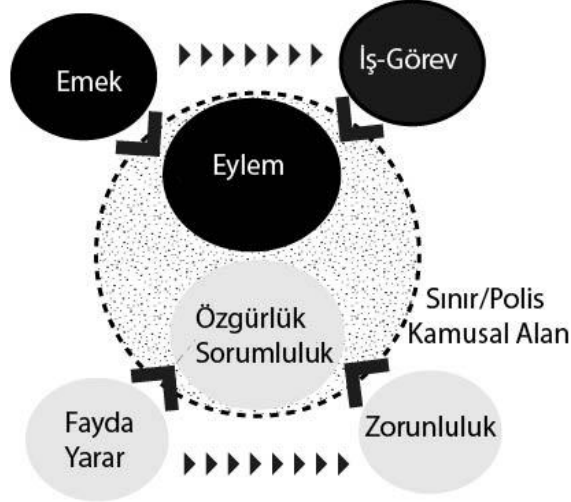 Emek
İş-Görev
Eylem
Özgürlük
Sorumluluk
Sınır/Polis
Kamusal Alan
Fayda
Yarar
Zorunluluk